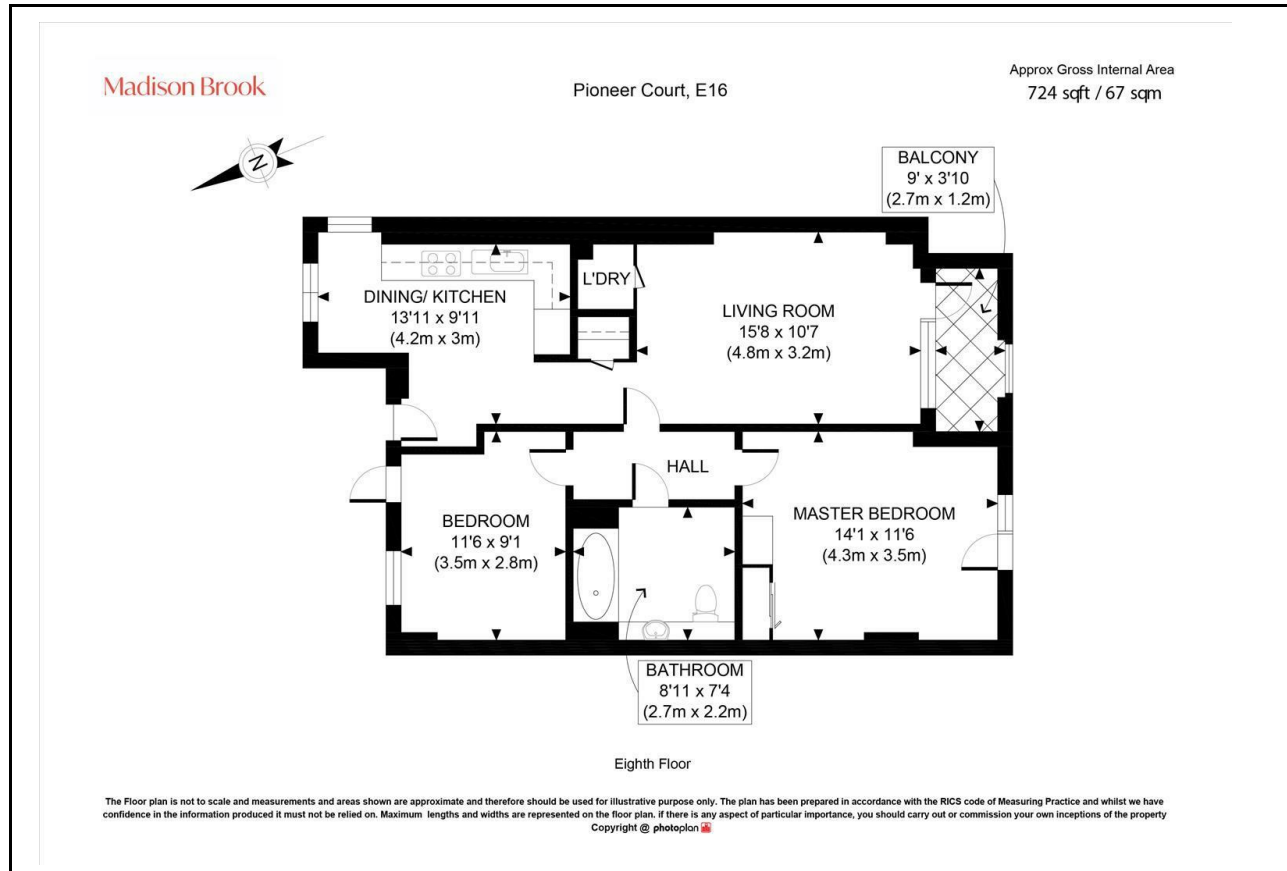 Madison Brook
Pioneer Court, E16
Approx Gross Internal Area
724 sqft / 67 sqm
N
BALCONY
9' x 3'10
(2.7m x 1.2m)
L'DRY
DINING/ KITCHEN
13'11 x 9'11
(4.2m x 3m)
LIVING ROOM
15'8 x 10'7
(4.8m x 3.2m)
HALL
BEDROOM
11'6 x 9'1
(3.5m x 2.8m)
MASTER BEDROOM
14'1 x 11'6
(4.3m x 3.5m)
BATHROOM
8'11 x 7'4
(2.7m x 2.2m)
Eighth Floor
The Floor plan is not to scale and measurements and areas shown are approximate and therefore should be used for illustrative purpose only. The plan has been prepared in accordance with the RICS code of Measuring Practice and whilst we have
confidence in the information produced it must not be relied on. Maximum lengths and widths are represented on the floor plan. if there is any aspect of particular importance, you should carry out or commission your own inceptions of the property
Copyright @ photoplan